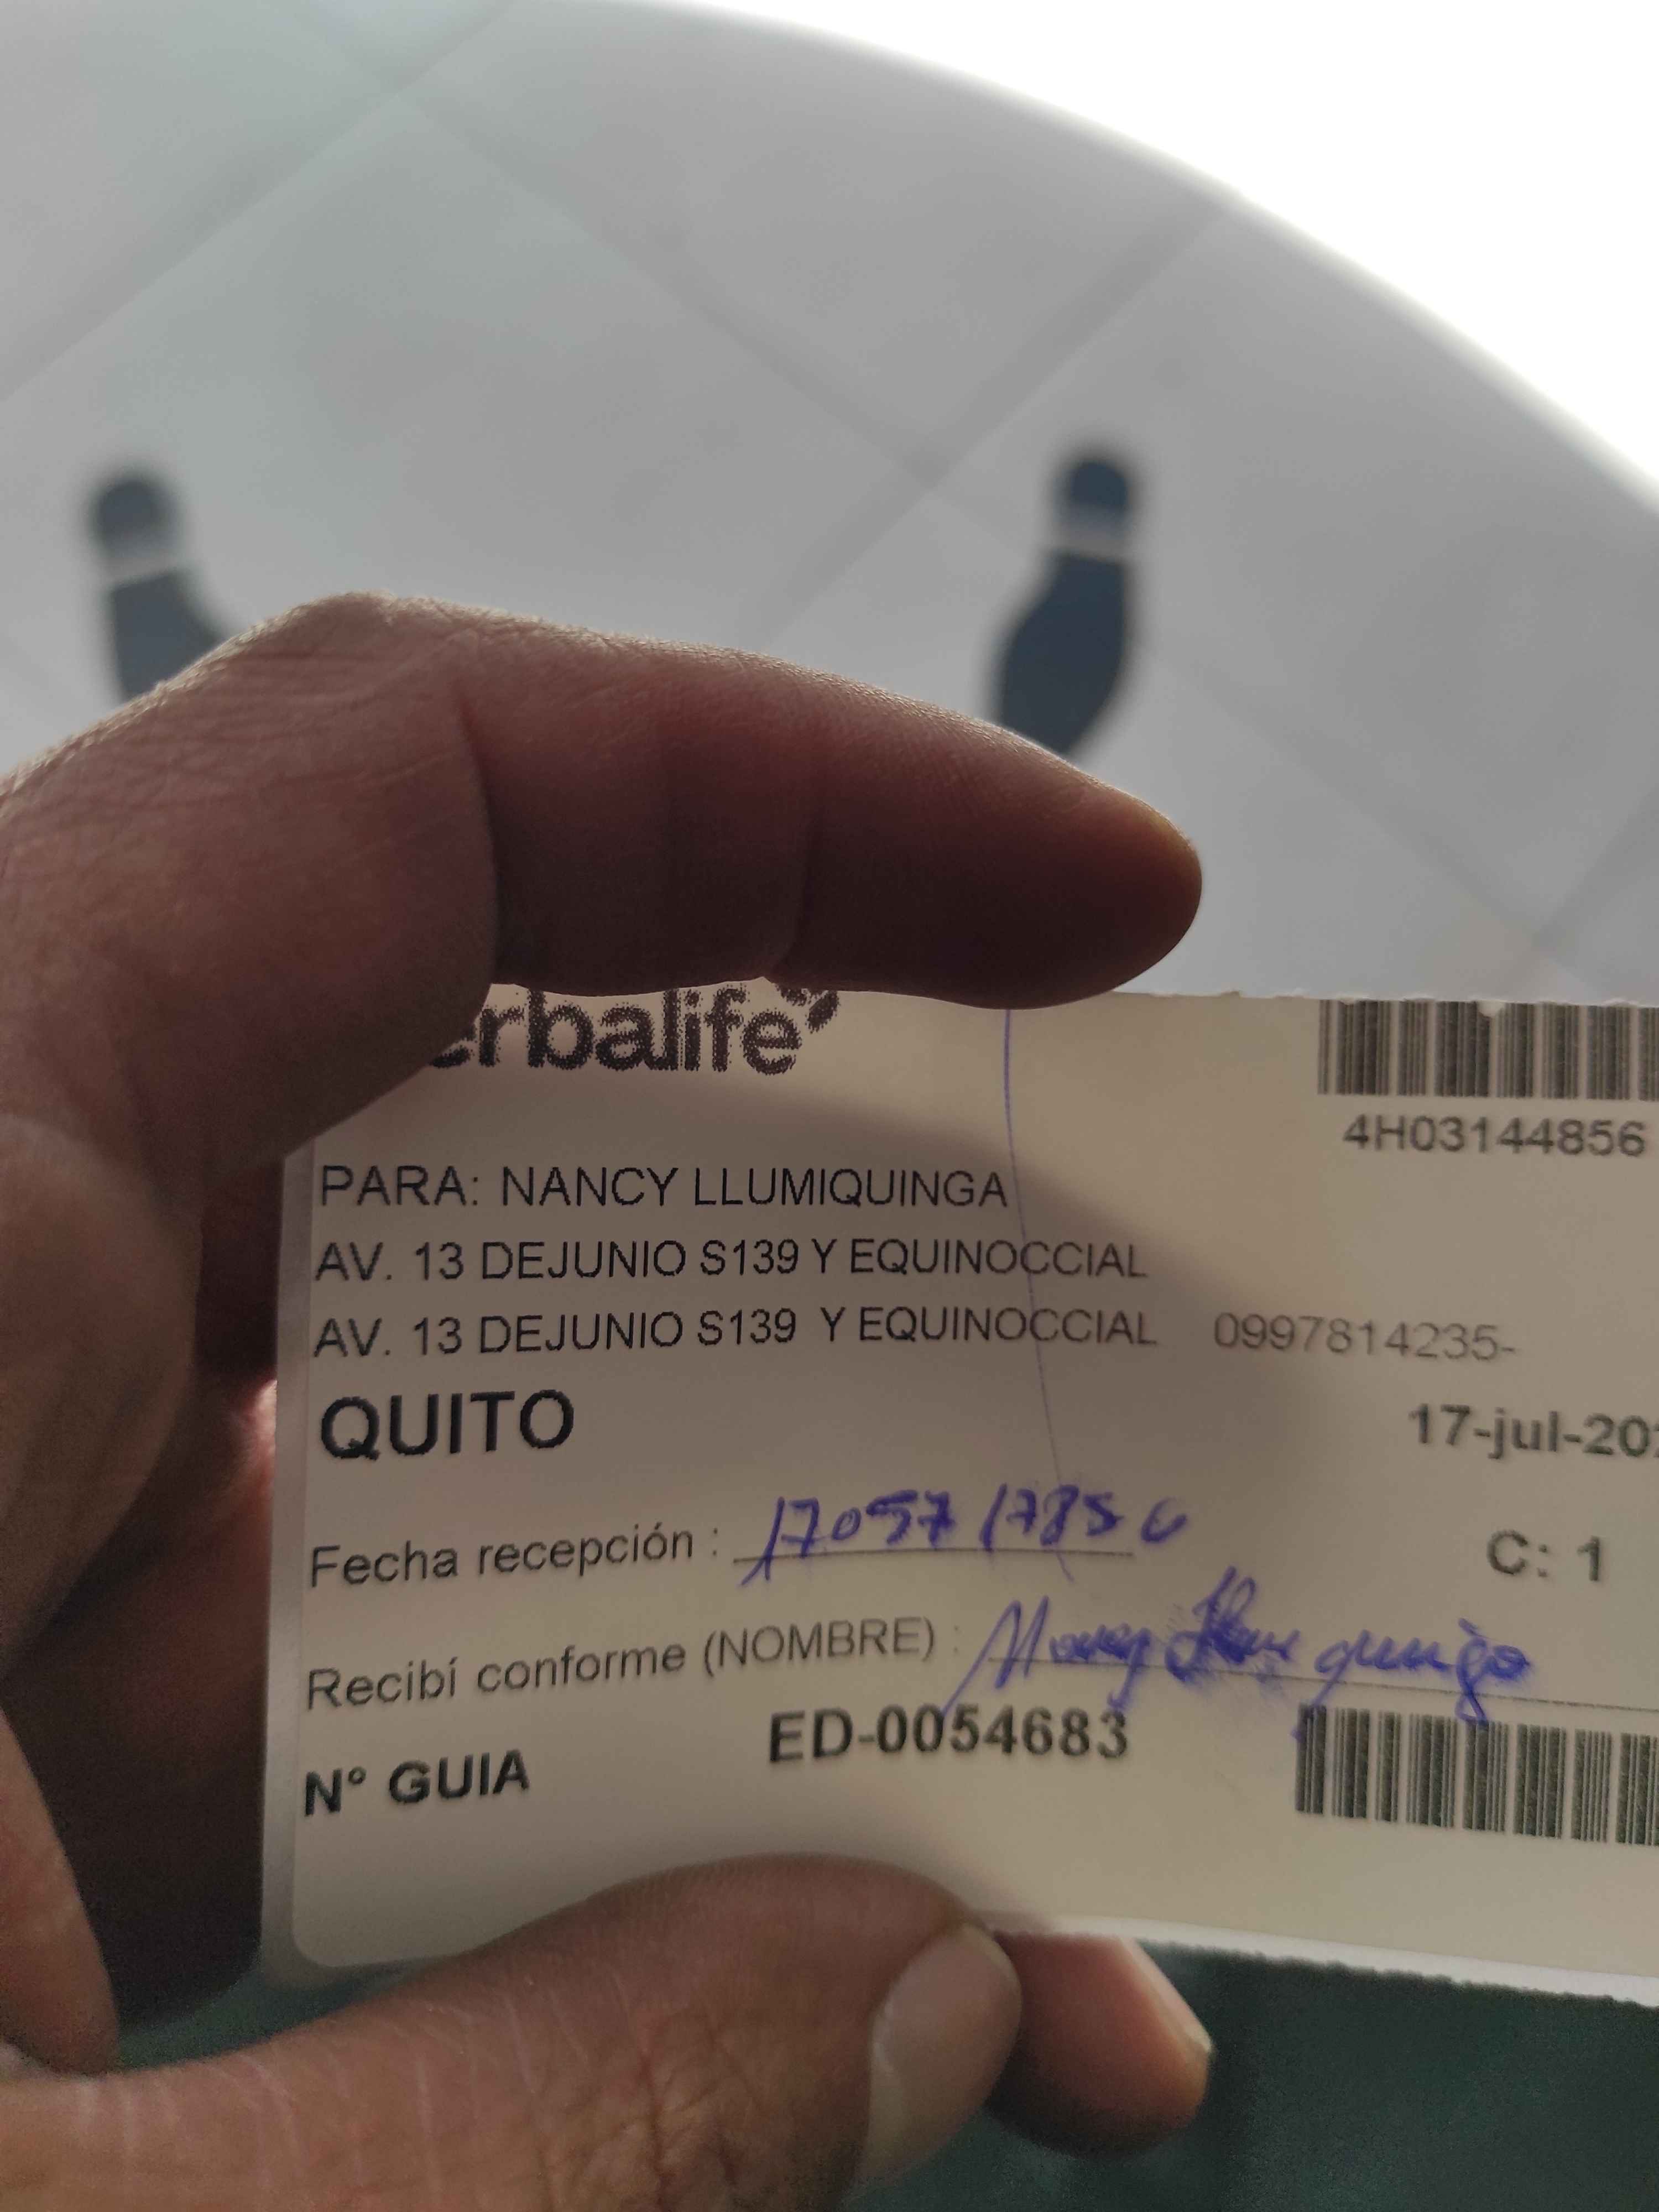 erbalife
4H03144856
PARA: NANCY LLUMIQUINGA
AV. 13 DEJUNIO S139 Y EQUINOCCIAL
AV. 13 DEJUNIO S139 Y EQUINOCCIAL 0997814235-
QUITO
17-jul-20
Fecha recepción :
C: 1
Recibí conforme (NOMBRE) :
ED-0054683
N° GUIA